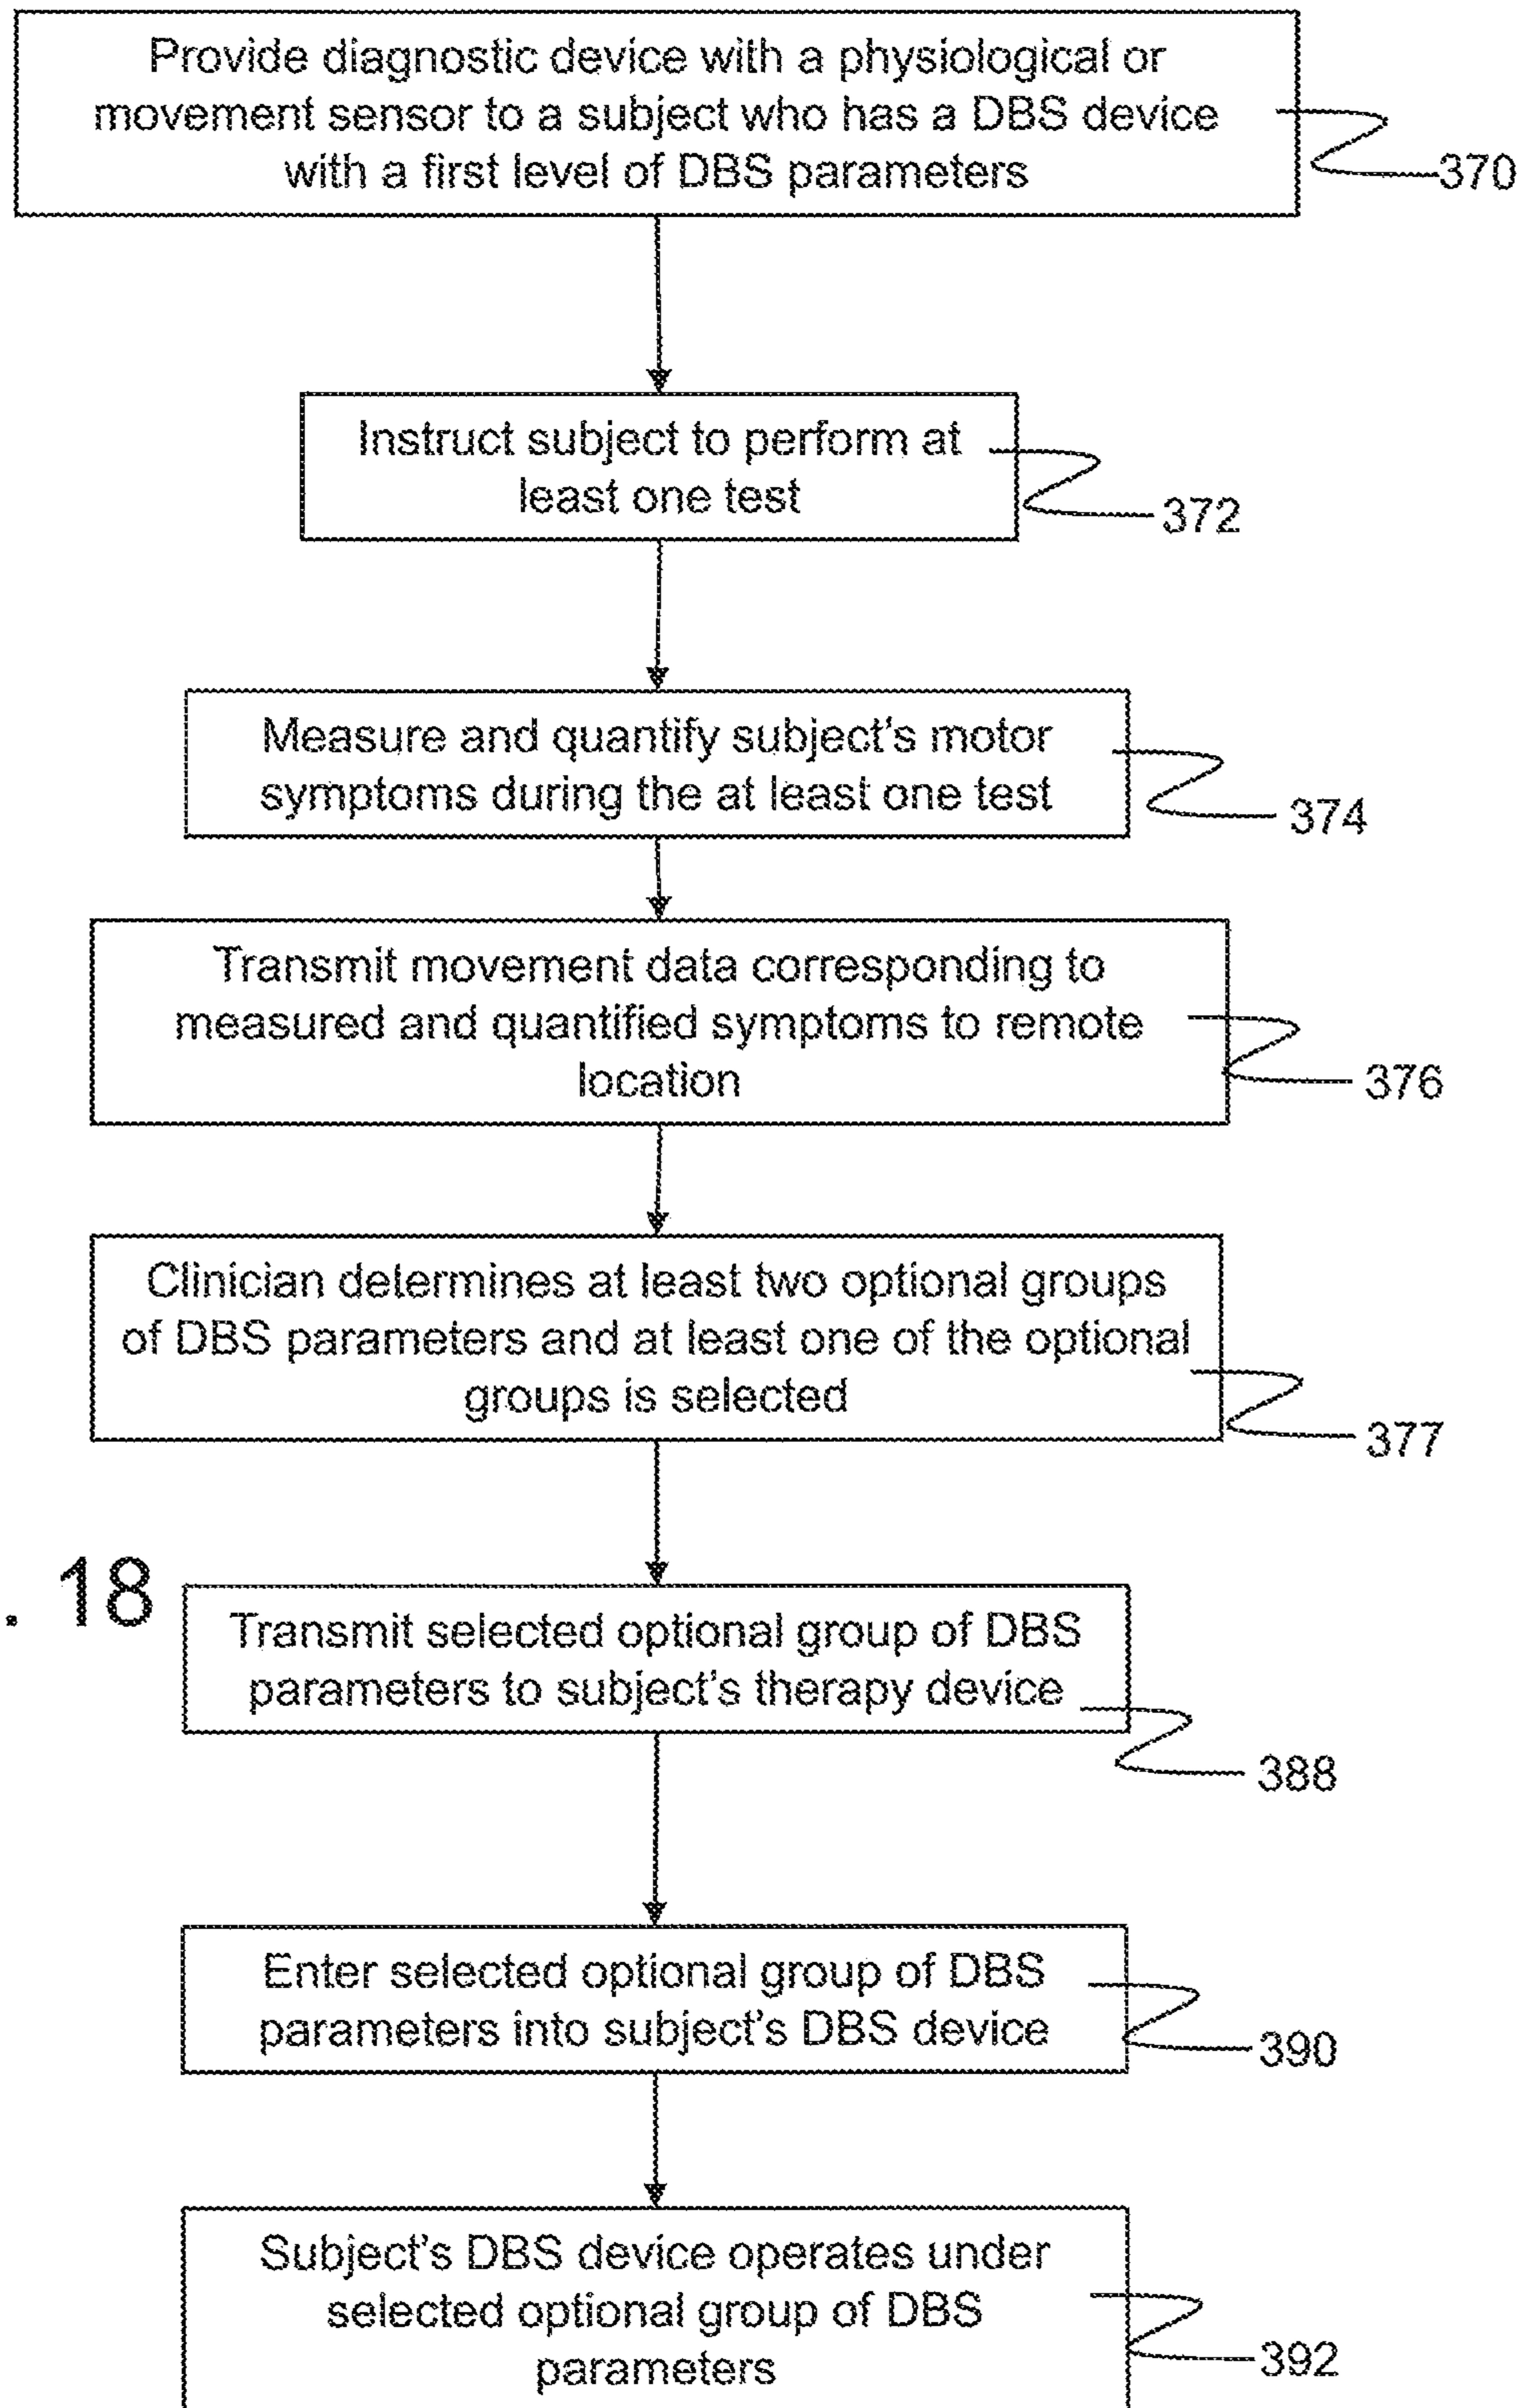 Provide diagnostic device with a physiological or
movement sensor to a subject who has a DBS device
with a first level of DBS parameters
370
Instruct subject to perform at
least one test
372
Measure and quantify subject's motor
symptoms during the at least one test
374
Transmit movement data corresponding to
measured and quantified symptoms to remote
location
376
Clinician determines at least two optional groups
of DBS parameters and at least one of the optional
groups is selected
377
. 18
Transmit selected optional group of DBS
parameters to subject's therapy device
388
Enter selected optional group of DBS
parameters into subject's DBS device
390
Subject's DBS device operates under
selected optional group of DBS
parameters
392